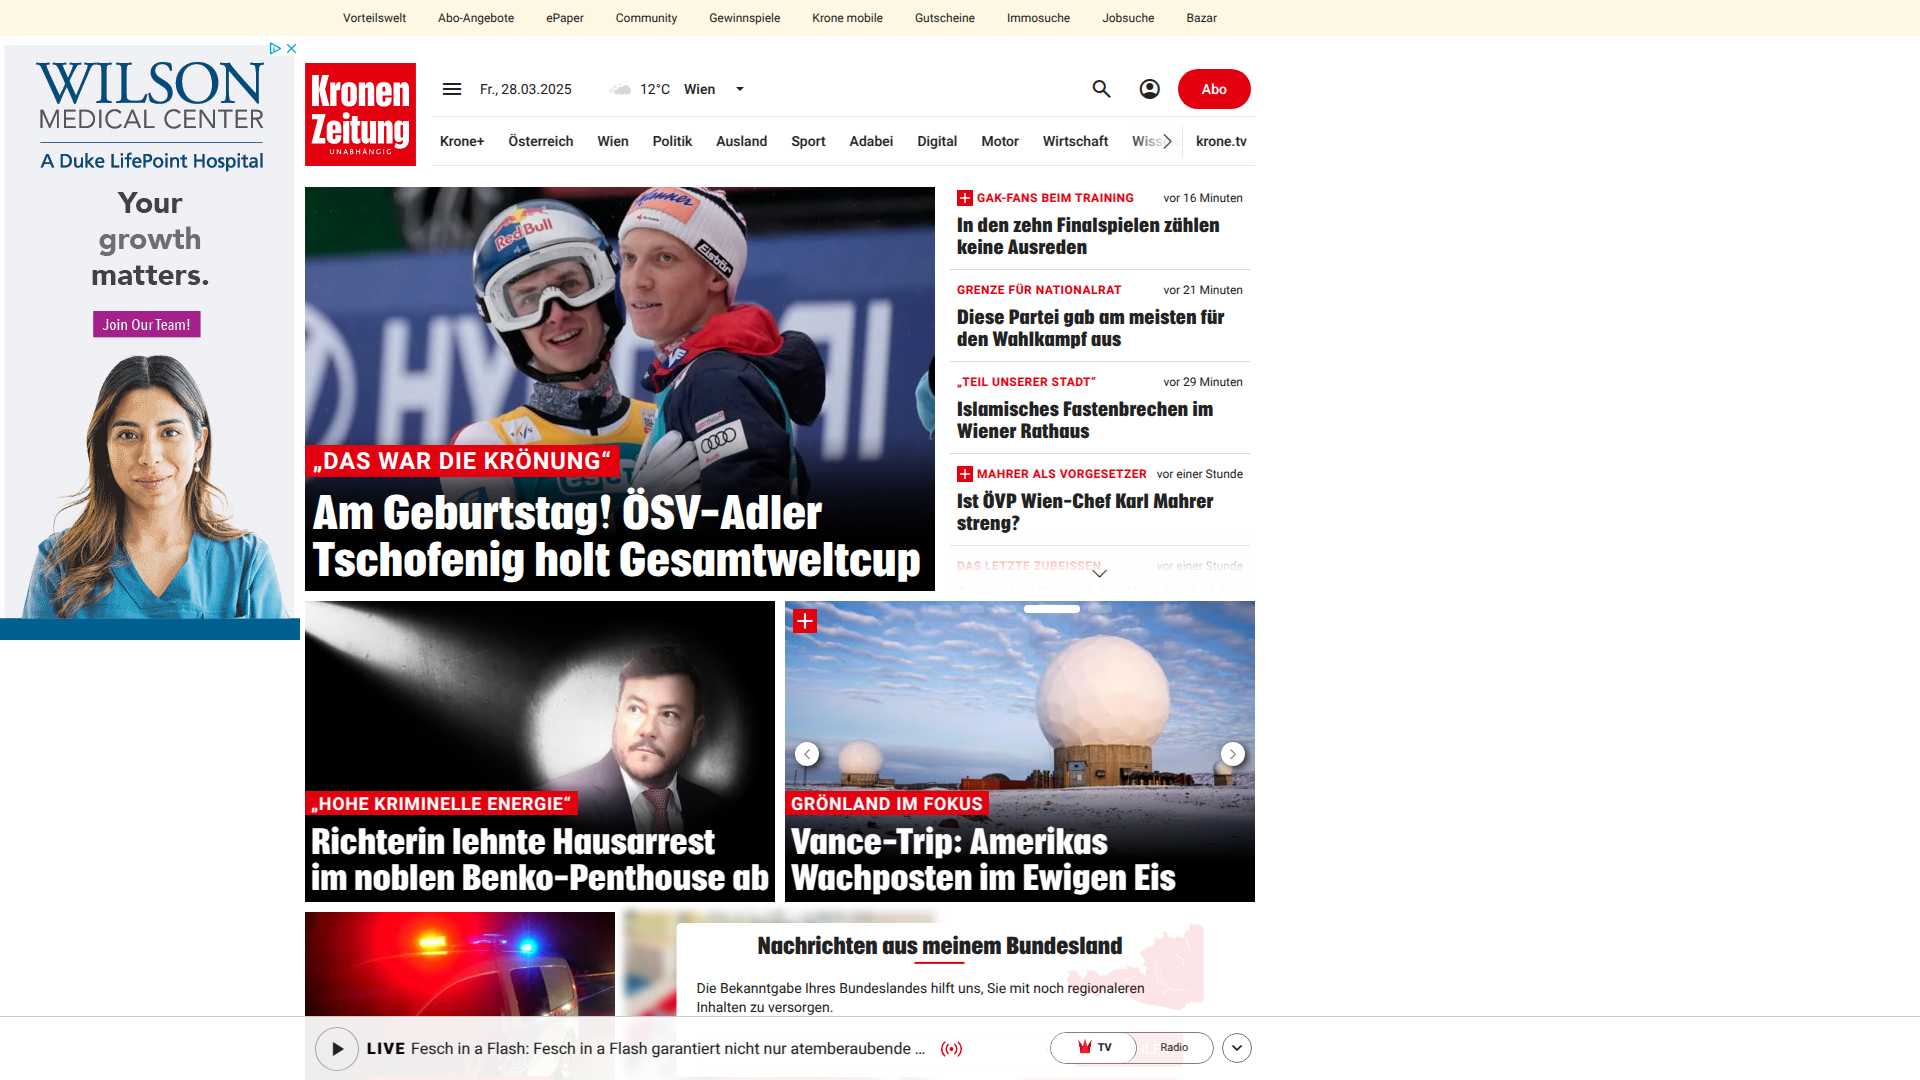 Vorteilswelt Abo-Angebote ePaper Community Gewinnspiele Krone mobile Gutscheine Immosuche Jobsuche Bazar
WILSON
MEDICAL CENTER
A Duke LifePoint Hospital
Your
growth
matters.
Join Our Team!
Kronen
Zeitung
UNABHÄNGIG
Fr., 28.03.2025
12°C Wien
Abo
Krone+ Österreich Wien Politik Ausland Sport Adabei Digital Motor Wirtschaft Wiss krone.tv
Red Bull
Manner
Eisbär
Audi
„DAS WAR DIE KRÖNUNG“
Am Geburtstag! ÖSV-Adler
Tschofenig holt Gesamtweltcup
GAK-FANS BEIM TRAINING vor 16 Minuten
In den zehn Finalspielen zählen
keine Ausreden
GRENZE FÜR NATIONALRAT vor 21 Minuten
Diese Partei gab am meisten für
den Wahlkampf aus
„TEIL UNSERER STADT“ vor 29 Minuten
Islamisches Fastenbrechen im
Wiener Rathaus
MAHRER ALS VORGESETZER vor einer Stunde
Ist ÖVP Wien-Chef Karl Mahrer
streng?
DAS LETZTE ZUBEISSEN vor einer Stunde
„HOHE KRIMINELLE ENERGIE“
Richterin lehnte Hausarrest
im noblen Benko-Penthouse ab
GRÖNLAND IM FOKUS
Vance-Trip: Amerikas
Wachposten im Ewigen Eis
Nachrichten aus meinem Bundesland
Die Bekanntgabe Ihres Bundeslandes hilft uns, Sie mit noch regionaleren
Inhalten zu versorgen.
LIVE Fesch in a Flash: Fesch in a Flash garantiert nicht nur atemberaubende ...
TV Radio